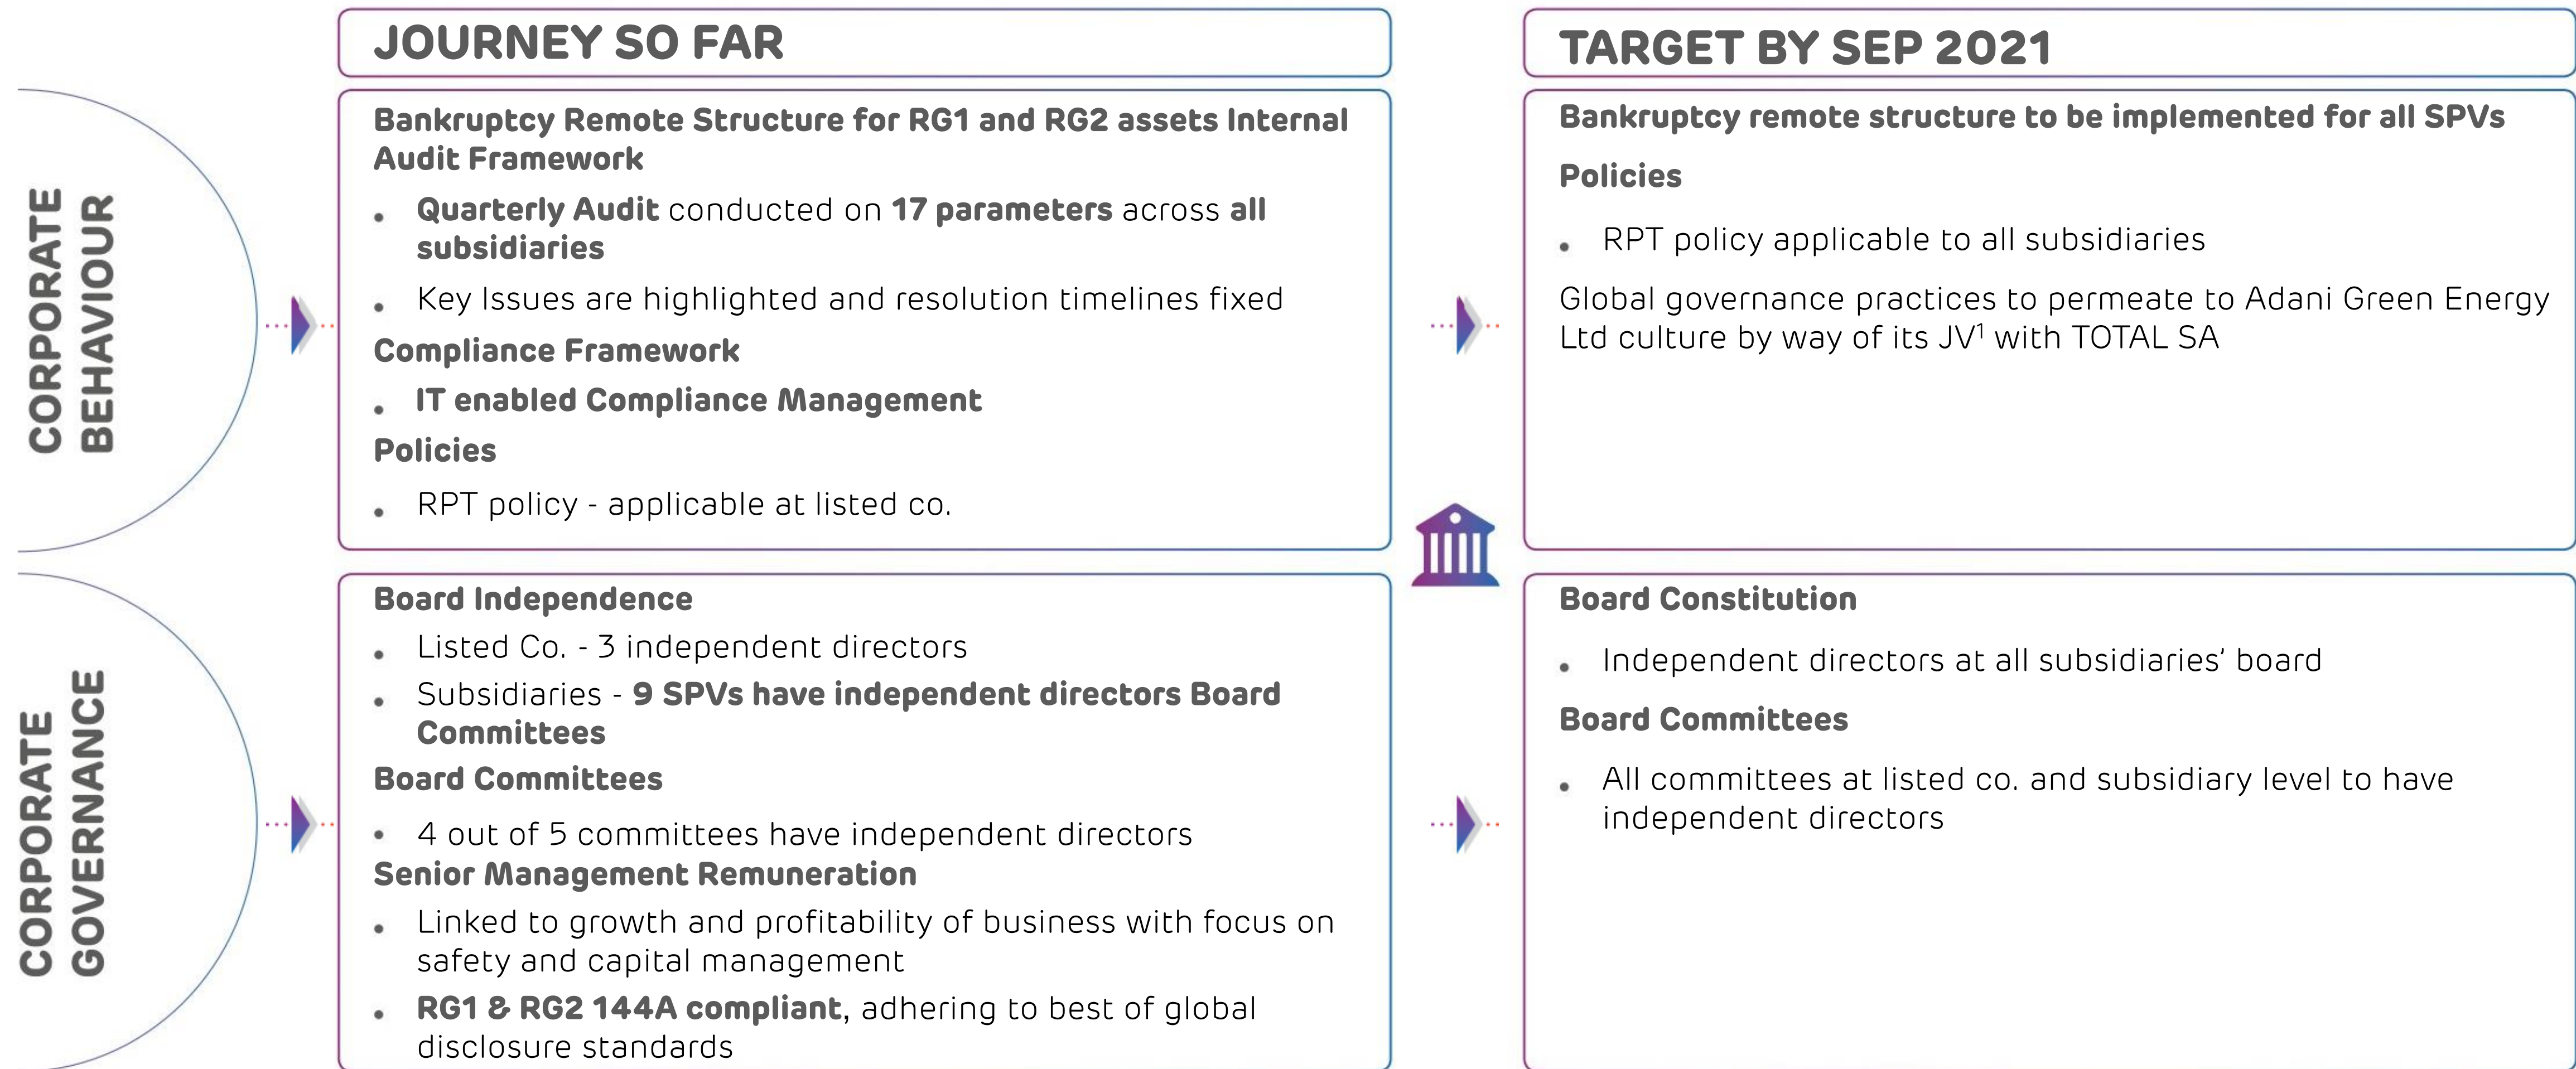 JOURNEY SO FAR
TARGET BY SEP 2021
CORPORATE
BEHAVIOUR
Bankruptcy Remote Structure for RG1 and RG2 assets Internal
Audit Framework
• Quarterly Audit conducted on 17 parameters across all
subsidiaries
• Key Issues are highlighted and resolution timelines fixed
Compliance Framework
• IT enabled Compliance Management
Policies
• RPT policy - applicable at listed co.
Bankruptcy remote structure to be implemented for all SPVs
Policies
• RPT policy applicable to all subsidiaries
Global governance practices to permeate to Adani Green Energy
Ltd culture by way of its JV¹ with TOTAL SA
CORPORATE
GOVERNANCE
Board Independence
• Listed Co. - 3 independent directors
• Subsidiaries - 9 SPVs have independent directors Board
Committees
Board Committees
• 4 out of 5 committees have independent directors
Senior Management Remuneration
• Linked to growth and profitability of business with focus on
safety and capital management
• RG1 & RG2 144A compliant, adhering to best of global
disclosure standards
Board Constitution
• Independent directors at all subsidiaries' board
Board Committees
• All committees at listed co. and subsidiary level to have
independent directors